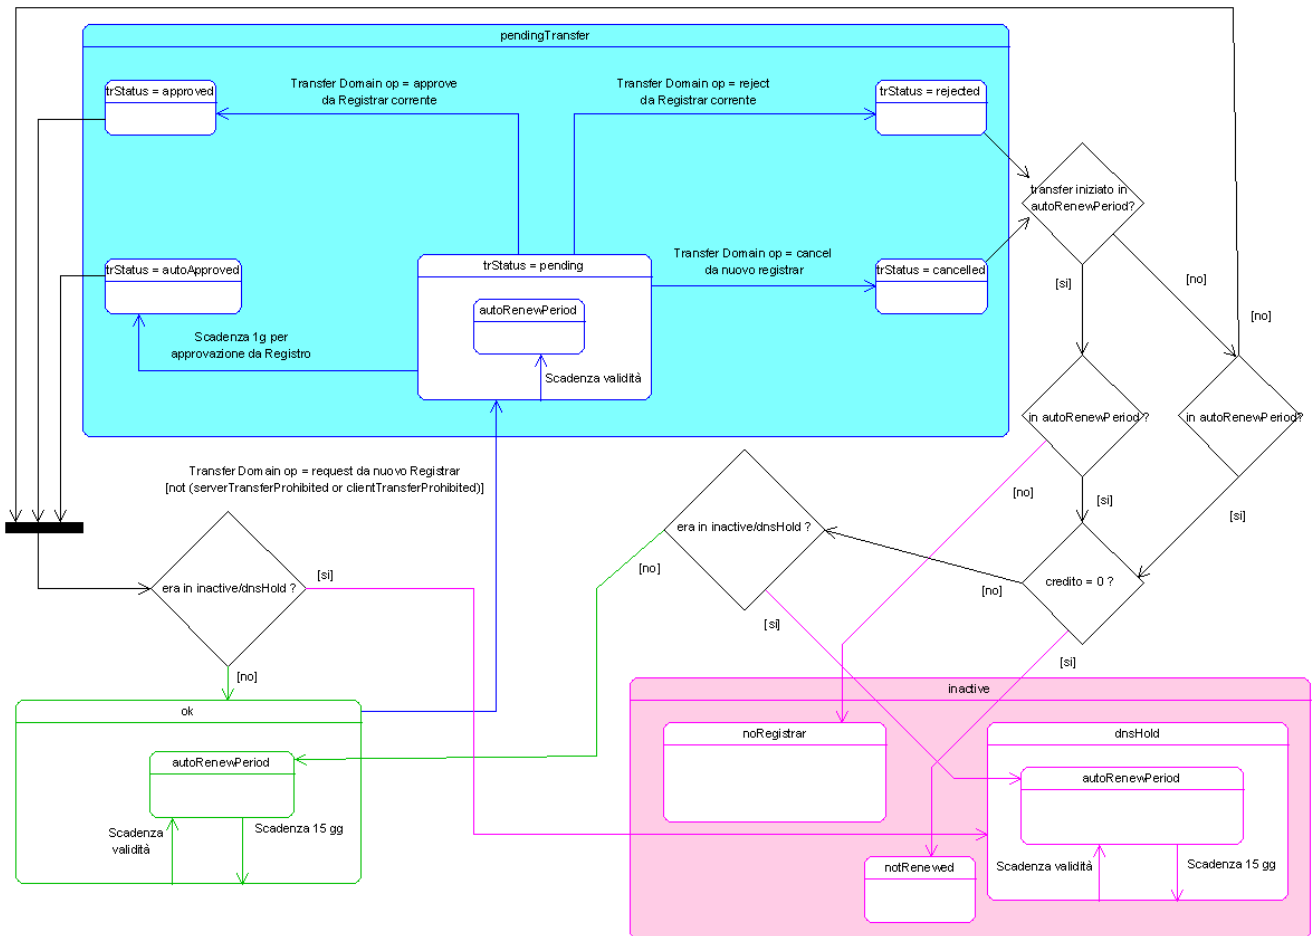 pendingTransfer
trStatus = approved
Transfer Domain op = approve
da Registrar corrente
Transfer Domain op = reject
da Registrar corrente
trStatus = rejected
transfer iniziato in
autoRenewPeriod?
trStatus = autoApproved
trStatus = pending
Transfer Domain op = cancel
da nuovo registrar
trStatus = cancelled
[si]
[no]
[no]
autoRenewPeriod
Scadenza 1g per
approvazione da Registro
Scadenza validità
in autoRenewPeriod?
in autoRenewPeriod?
Transfer Domain op = request da nuovo Registrar
[not (serverTransferProhibited or clientTransferProhibited)]
[no]
[si]
[si]
era in inactive/dnsHold ?
era in inactive/dnsHold ?
credito = 0 ?
[si]
[no]
[no]
[si]
[si]
[no]
ok
inactive
noRegistrar
dnsHold
autoRenewPeriod
autoRenewPeriod
Scadenza
validità
Scadenza 15 gg
notRenewed
Scadenza validità
Scadenza 15 gg